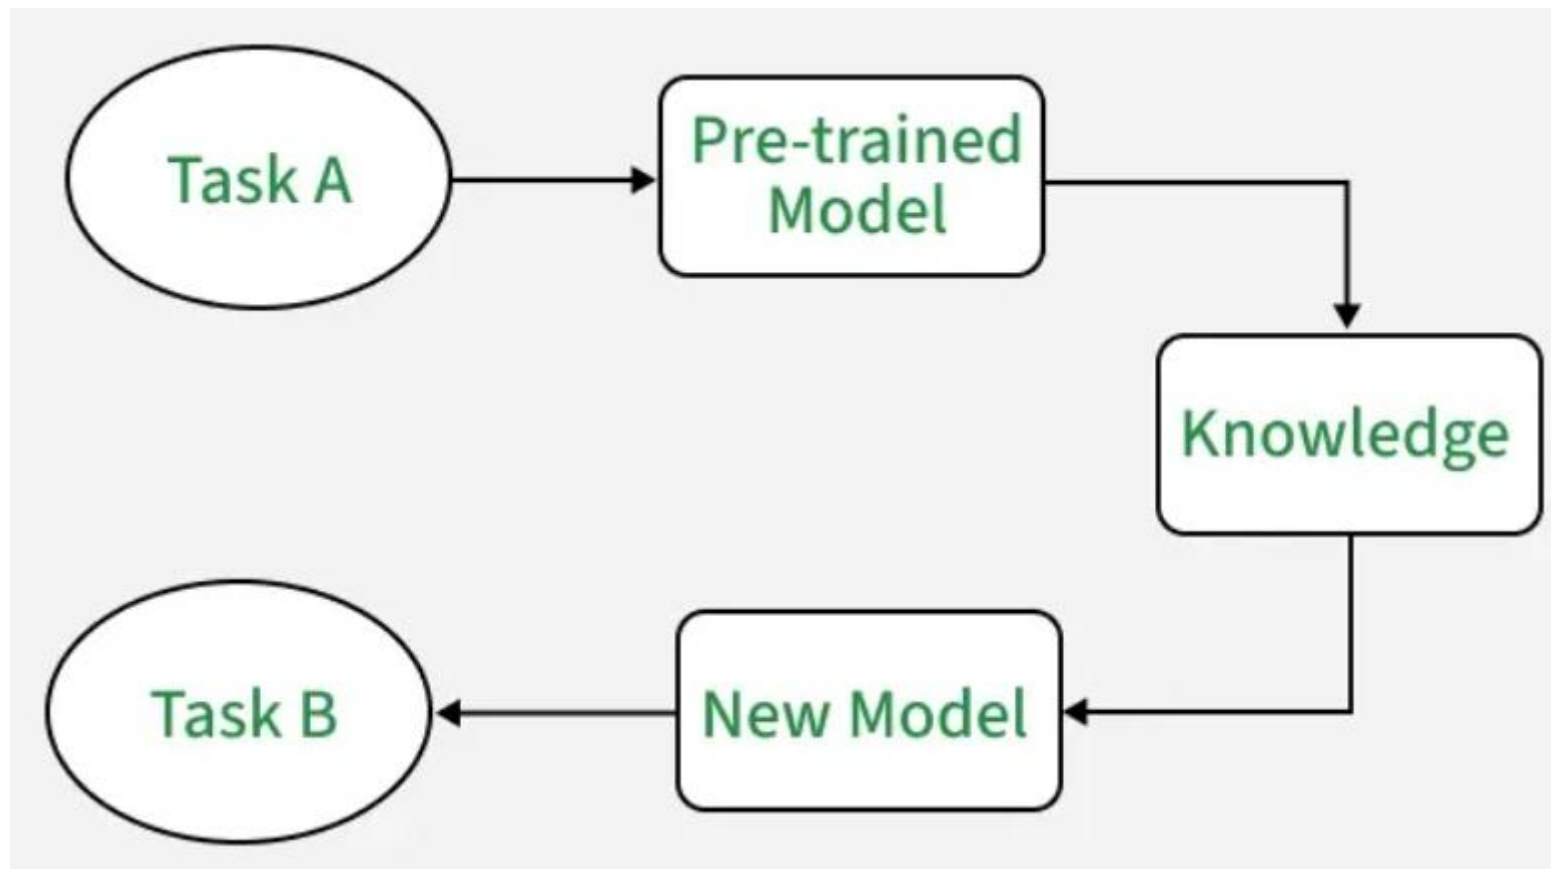 Task A
Pre-trained
Model
Knowledge
New Model
Task B